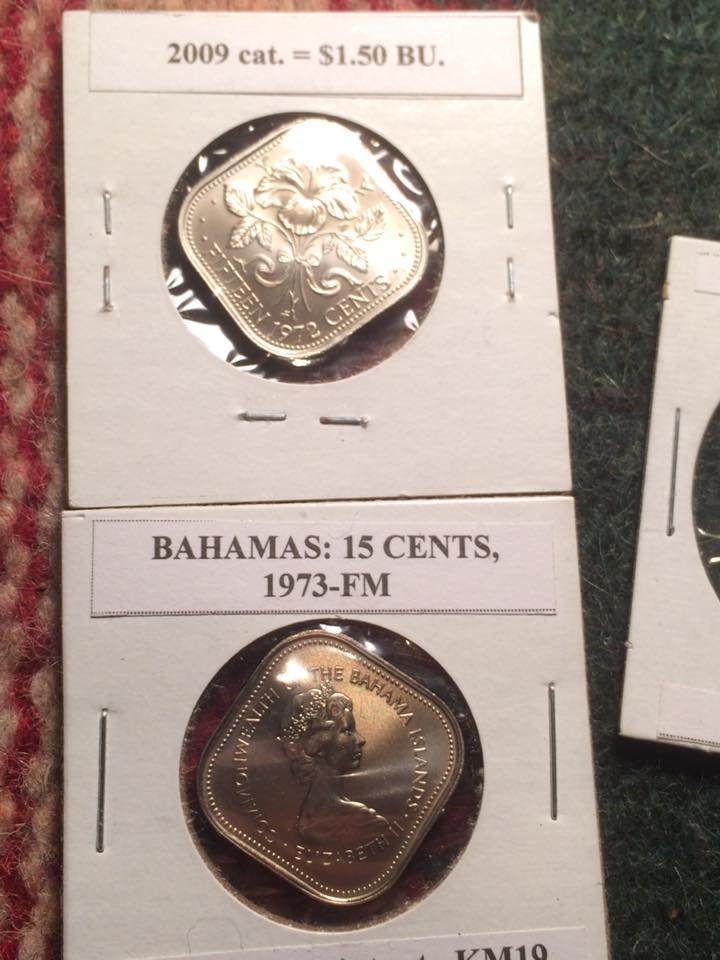 2009 cat. = $1.50 BU.
FIFTEEN 1972 CENTS
BAHAMAS: 15 CENTS,
1973-FM
COMMONWEALTH OF THE BAHAMA ISLANDS
ELIZABETH II
KM19